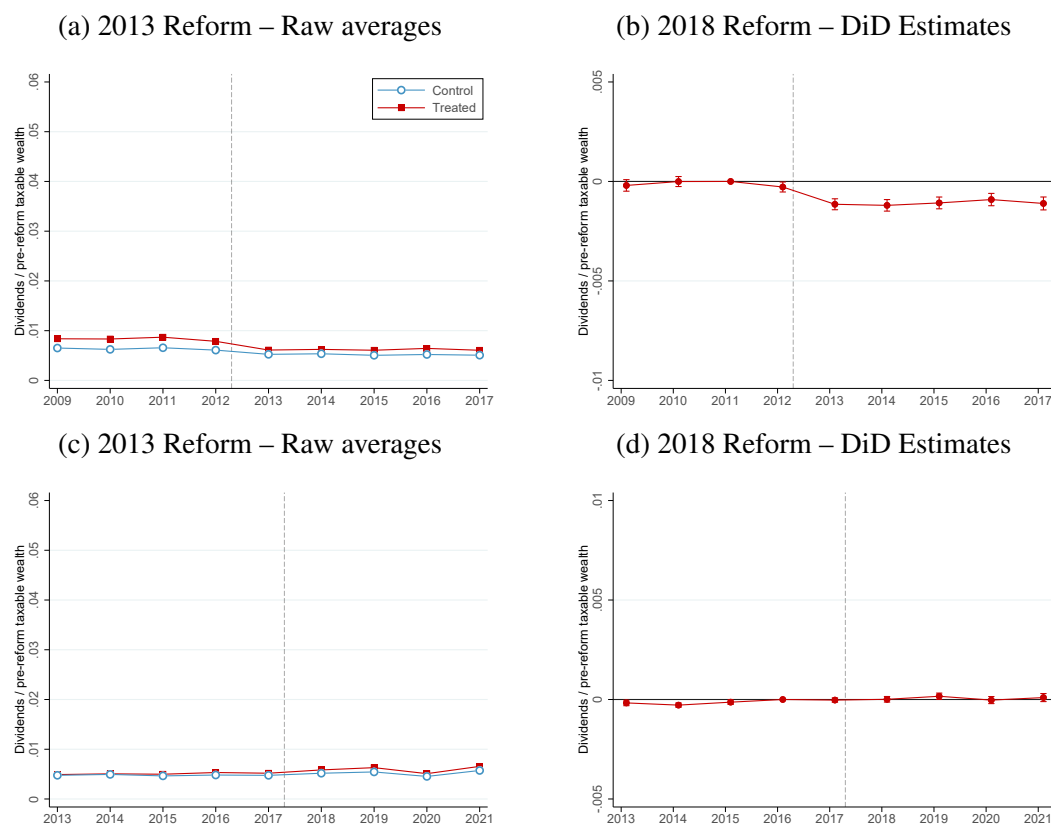 (a) 2013 Reform – Raw averages
Dividends / pre-reform taxable wealth
.06
.05
.04
.03
.02
.01
0
2009 2010 2011 2012 2013 2014 2015 2016 2017
Control
Treated
(b) 2018 Reform – DiD Estimates
Dividends / pre-reform taxable wealth
.005
0
-.005
-.01
2009 2010 2011 2012 2013 2014 2015 2016 2017
(c) 2013 Reform – Raw averages
Dividends / pre-reform taxable wealth
.06
.05
.04
.03
.02
.01
0
2013 2014 2015 2016 2017 2018 2019 2020 2021
(d) 2018 Reform – DiD Estimates
Dividends / pre-reform taxable wealth
.01
.005
0
-.005
2013 2014 2015 2016 2017 2018 2019 2020 2021